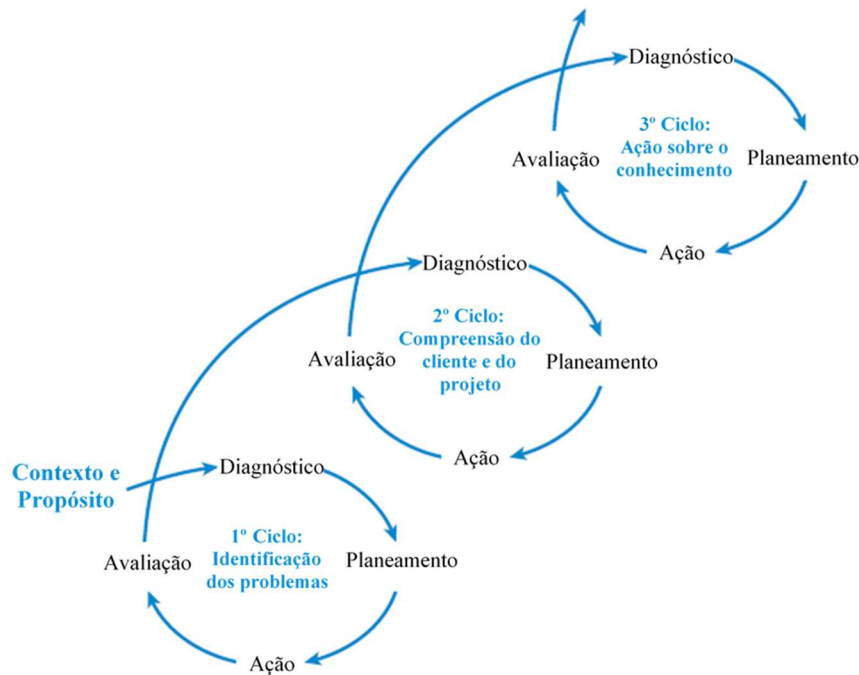 Diagnóstico
3º Ciclo:
Ação sobre o
conhecimento
Avaliação
Planeamento
Ação
Diagnóstico
2º Ciclo:
Compreensão do
cliente e do
projeto
Avaliação
Planeamento
Ação
Contexto e
Propósito
Diagnóstico
1º Ciclo:
Identificação
dos problemas
Avaliação
Planeamento
Ação